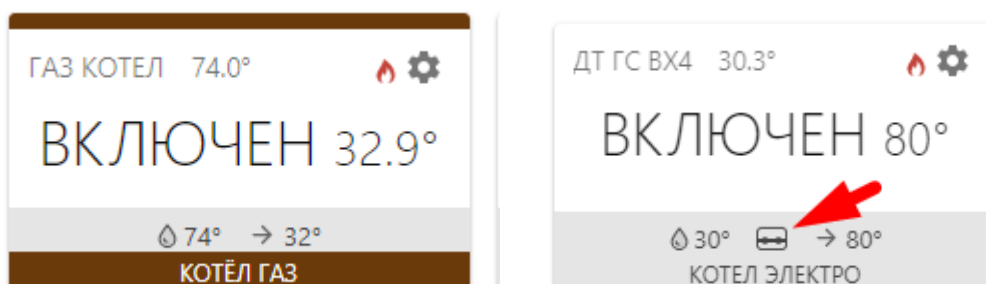 ГАЗ КОТЕЛ 74.0°
ВКЛЮЧЕН 32.9°
74° → 32°
КОТЁЛ ГАЗ
ДТ ГС ВХ4 30.3°
ВКЛЮЧЕН 80°
30° → 80°
КОТЕЛ ЭЛЕКТРО